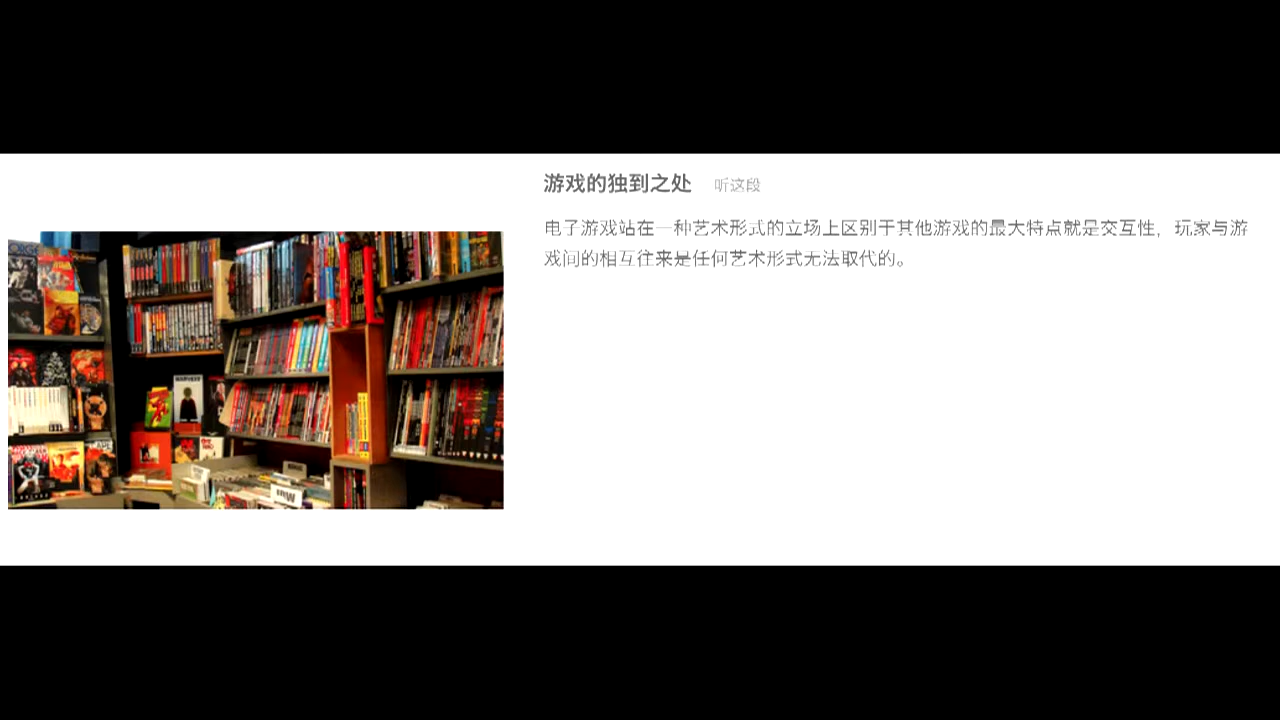 游戏的独到之处 听这段
电子游戏站在一种艺术形式的立场上区别于其他游戏的最大特点就是交互性，玩家与游
戏间的相互往来是任何艺术形式无法取代的。